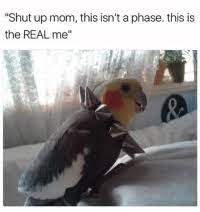 "Shut up mom, this isn't a phase. this is
the REAL me"
&